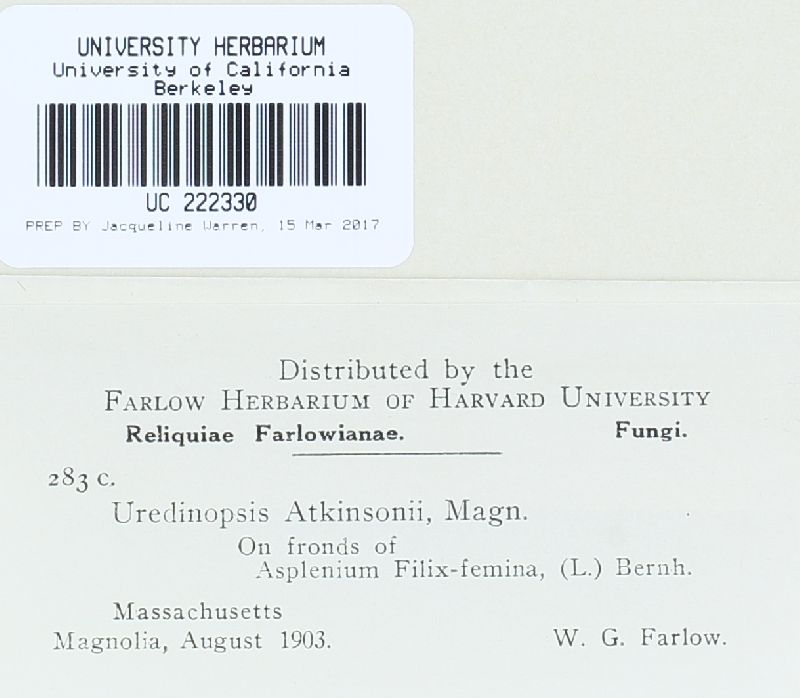 UNIVERSITY HERBARIUM
University of California
Berkeley
UC 222330
PREP BY Jacqueline Warren, 15 Mar 2017
Distributed by the
FARLOW HERBARIUM OF HARVARD UNIVERSITY
Reliquiae Farlowianae. Fungi.
283 c.
Uredinopsis Atkinsonii, Magn.
On fronds of
Asplenium Filix-femina, (L.) Bernh.
Massachusetts
Magnolia, August 1903. W. G. Farlow.